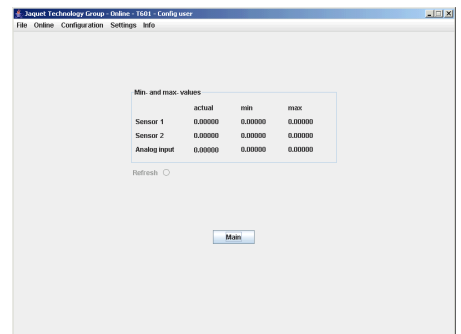 Jaquet Technology Group - Online - T601 - Config user
File Online Configuration Settings Info
Min- and max- values
actual min max
Sensor 1 0.00000 0.00000 0.00000
Sensor 2 0.00000 0.00000 0.00000
Analog input 0.00000 0.00000 0.00000
Refresh
Main